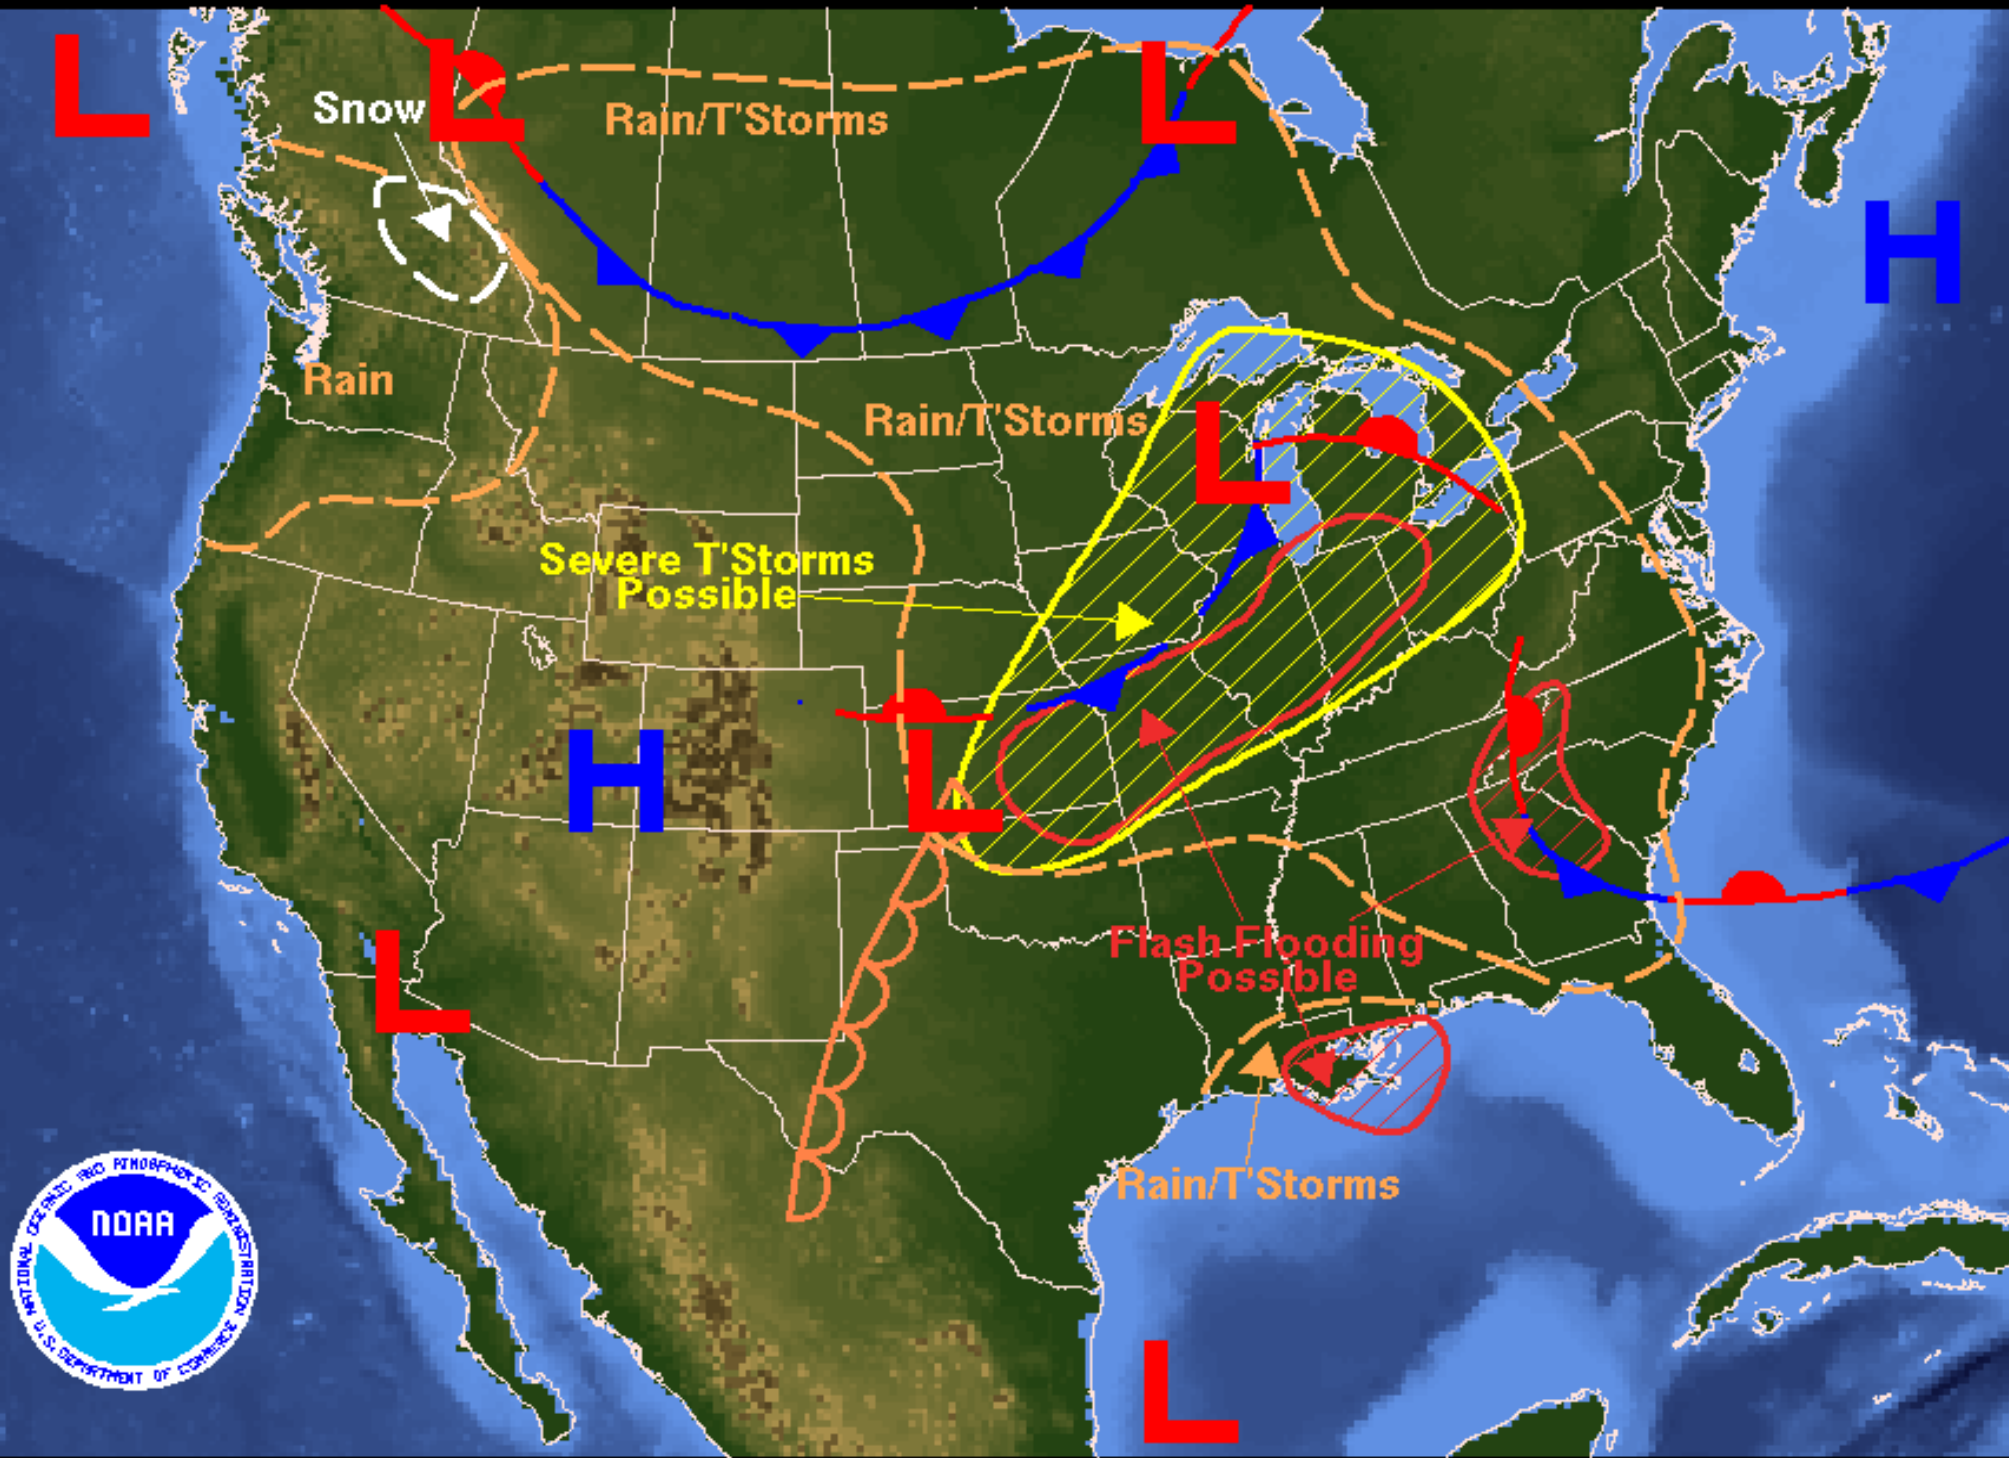 L
L
L
Snow
Rain/T'Storms
H
Rain
Rain/T'Storms
L
Severe T'Storms
Possible
H
L
L
Flash Flooding
Possible
Rain/T'Storms
NATIONAL OCEANIC AND ATMOSPHERIC ADMINISTRATION
NOAA
U.S. DEPARTMENT OF COMMERCE
L